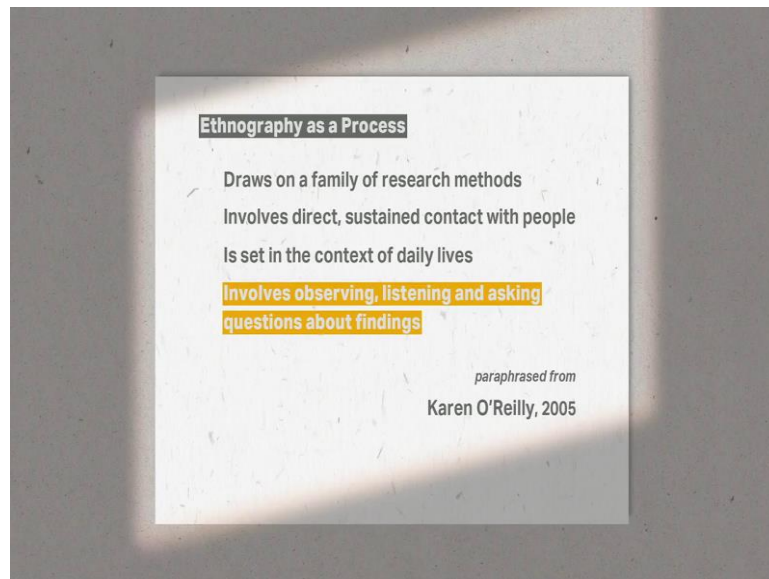 Ethnography as a Process
Draws on a family of research methods
Involves direct, sustained contact with people
Is set in the context of daily lives
Involves observing, listening and asking
questions about findings
paraphrased from
Karen O'Reilly, 2005